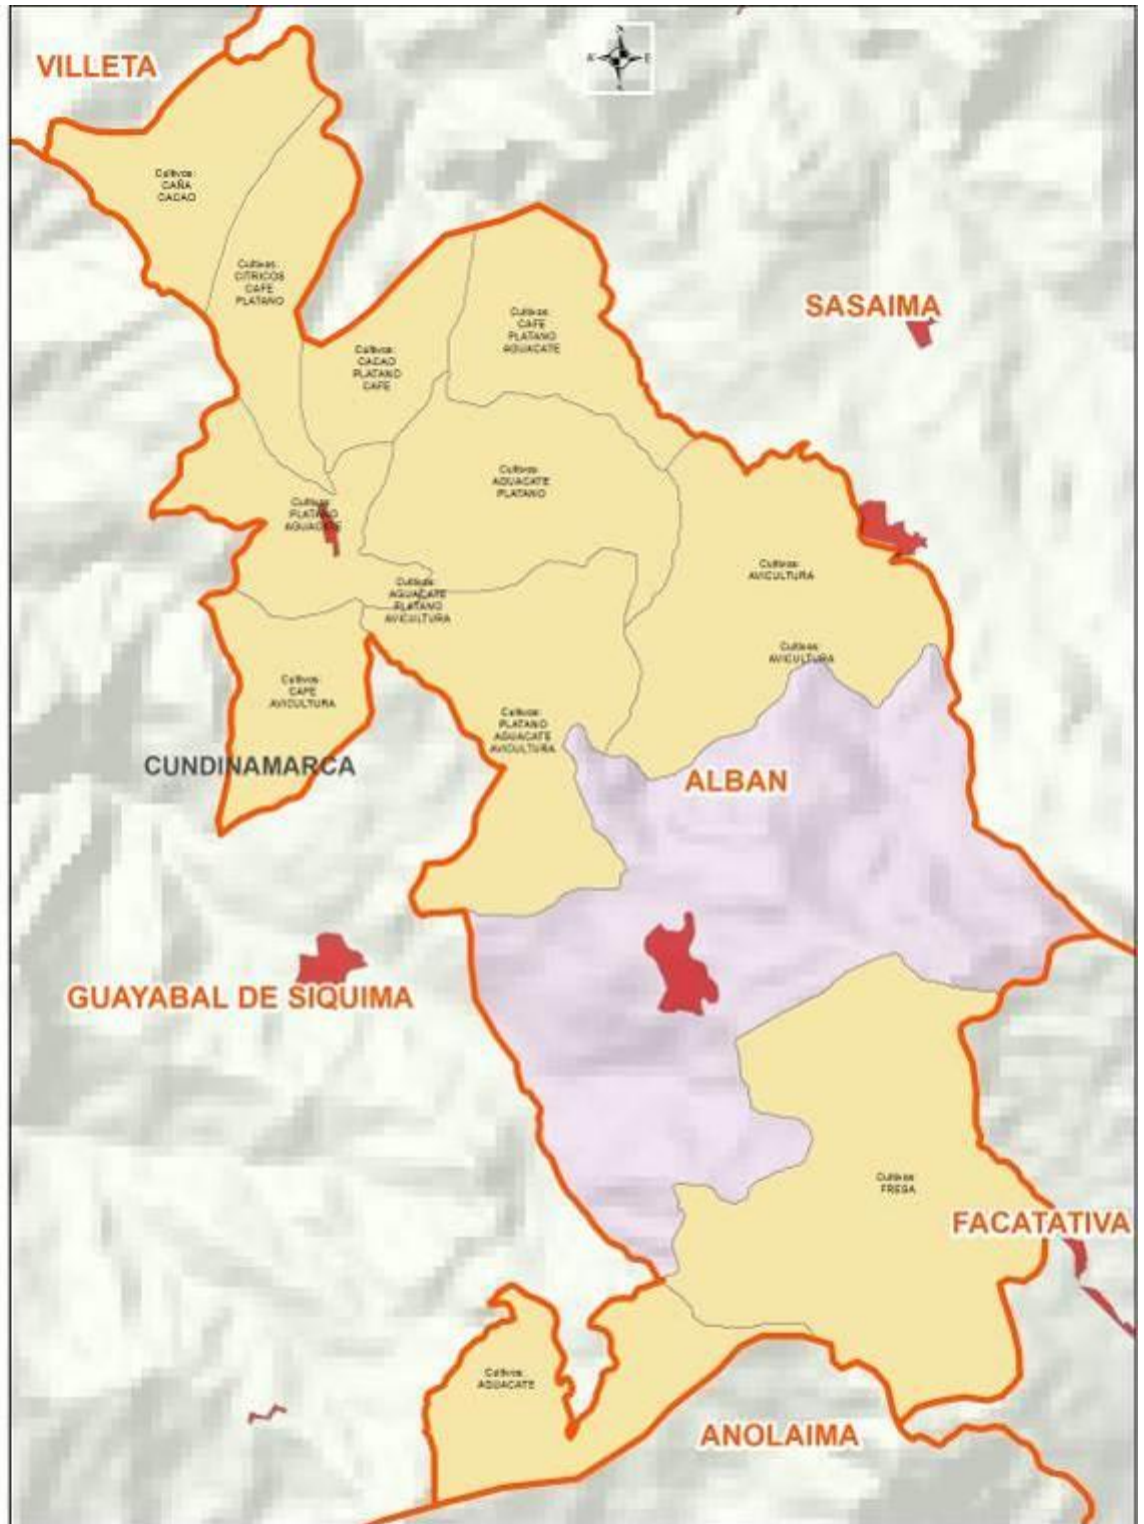 VILLETA
N
E
Cultivos:
CAÑA
CACAO
Cultivos:
CITRICOS
CAFE
PLATANO
SASAIMA
Cultivos:
CAFE
PLATANO
AGUACATE
Cultivos:
CACAO
PLATANO
CAFE
Cultivos:
AGUACATE
PLATANO
Cultivos:
PLATANO
AGUACATE
Cultivos:
AVICULTURA
Cultivos:
AGUACATE
PLATANO
AVICULTURA
Cultivos:
AVICULTURA
Cultivos:
CAFE
AVICULTURA
Cultivos:
PLATANO
AGUACATE
AVICULTURA
CUNDINAMARCA
ALBAN
GUAYABAL DE SIQUIMA
Cultivos:
FRESA
FACATATIVA
Cultivos:
AGUACATE
ANOLAIMA